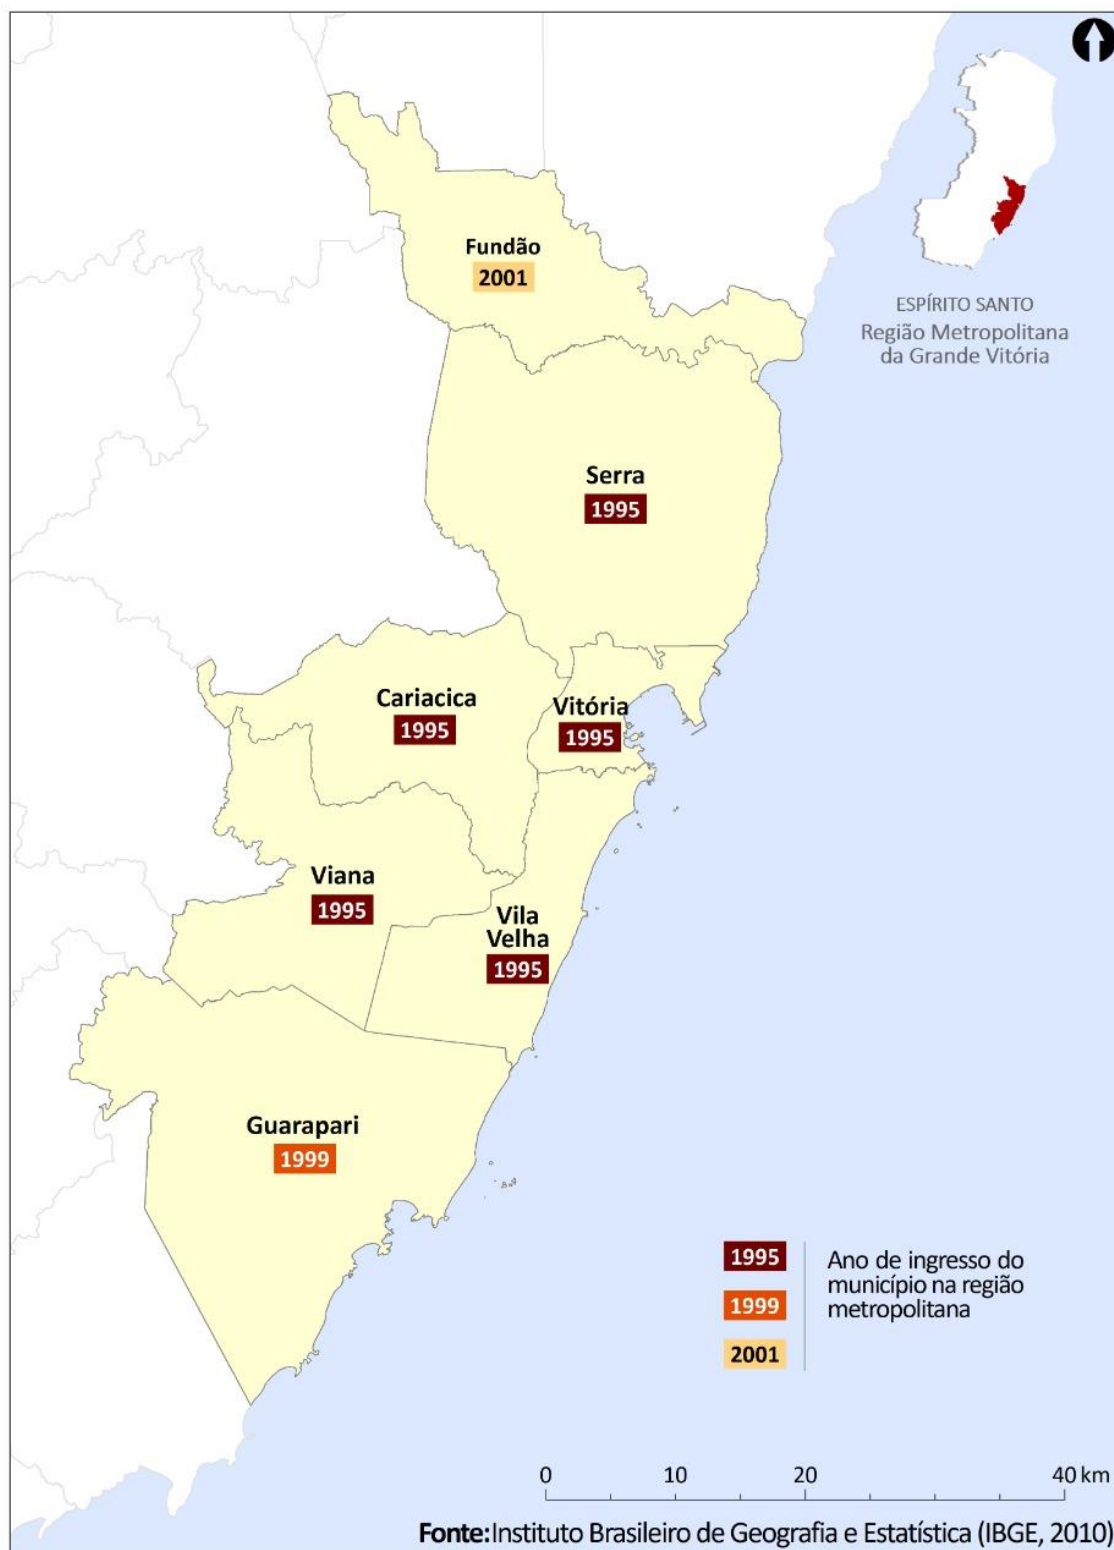 Fundão
2001
ESPÍRITO SANTO
Região Metropolitana
da Grande Vitória
Serra
1995
Cariacica
1995
Vitória
1995
Viana
1995
Vila
Velha
1995
Guarapari
1999
1995
1999
2001
Ano de ingresso do
município na região
metropolitana
0 10 20 40 km
Fonte:Instituto Brasileiro de Geografia e Estatística (IBGE, 2010)